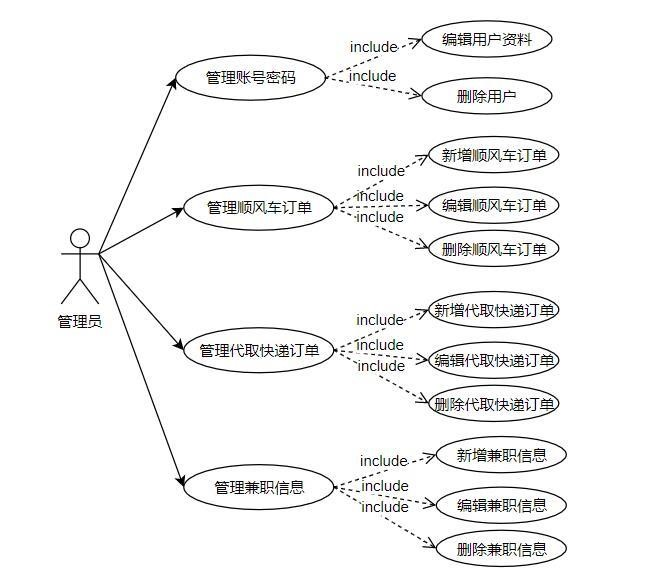 include
编辑用户资料
管理账号密码
include
删除用户
include
新增顺风车订单
管理顺风车订单
include
编辑顺风车订单
include
删除顺风车订单
管理员
include
新增代取快递订单
管理代取快递订单
include
编辑代取快递订单
include
删除代取快递订单
include
新增兼职信息
管理兼职信息
include
编辑兼职信息
include
删除兼职信息